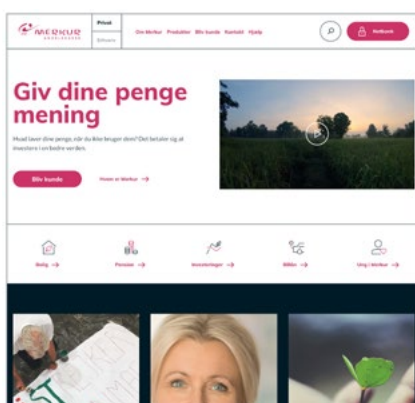 MERKUR
ANDELSKASSE
Privat
Erhverv
Om Merkur Produkter Bliv kunde Kontakt Hjælp
Netbank
Giv dine penge
mening
Hvad laver dine penge, når du ikke bruger dem? Det betaler sig at
investere i en bedre verden.
Bliv kunde
Hvem er Merkur
Bolig
Pension
Investeringer
Billån
Ung i Merkur